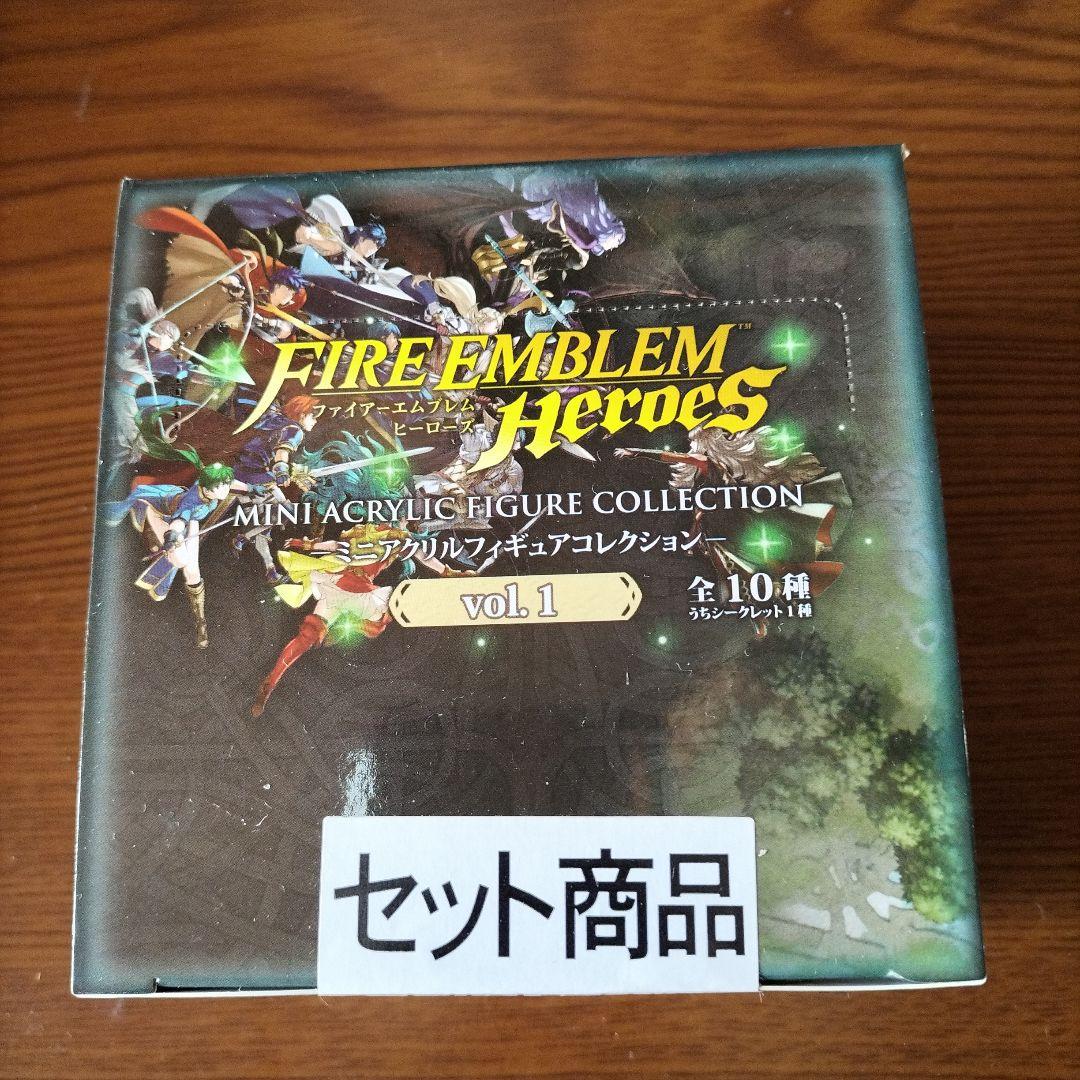 FIRE EMBLEM™
ファイアーエムブレム
ヒーローズ
Heroes
MINI ACRYLIC FIGURE COLLECTION
—ミニアクリルフィギュアコレクション—
vol. 1
全10種
うちシークレット1種
セット商品